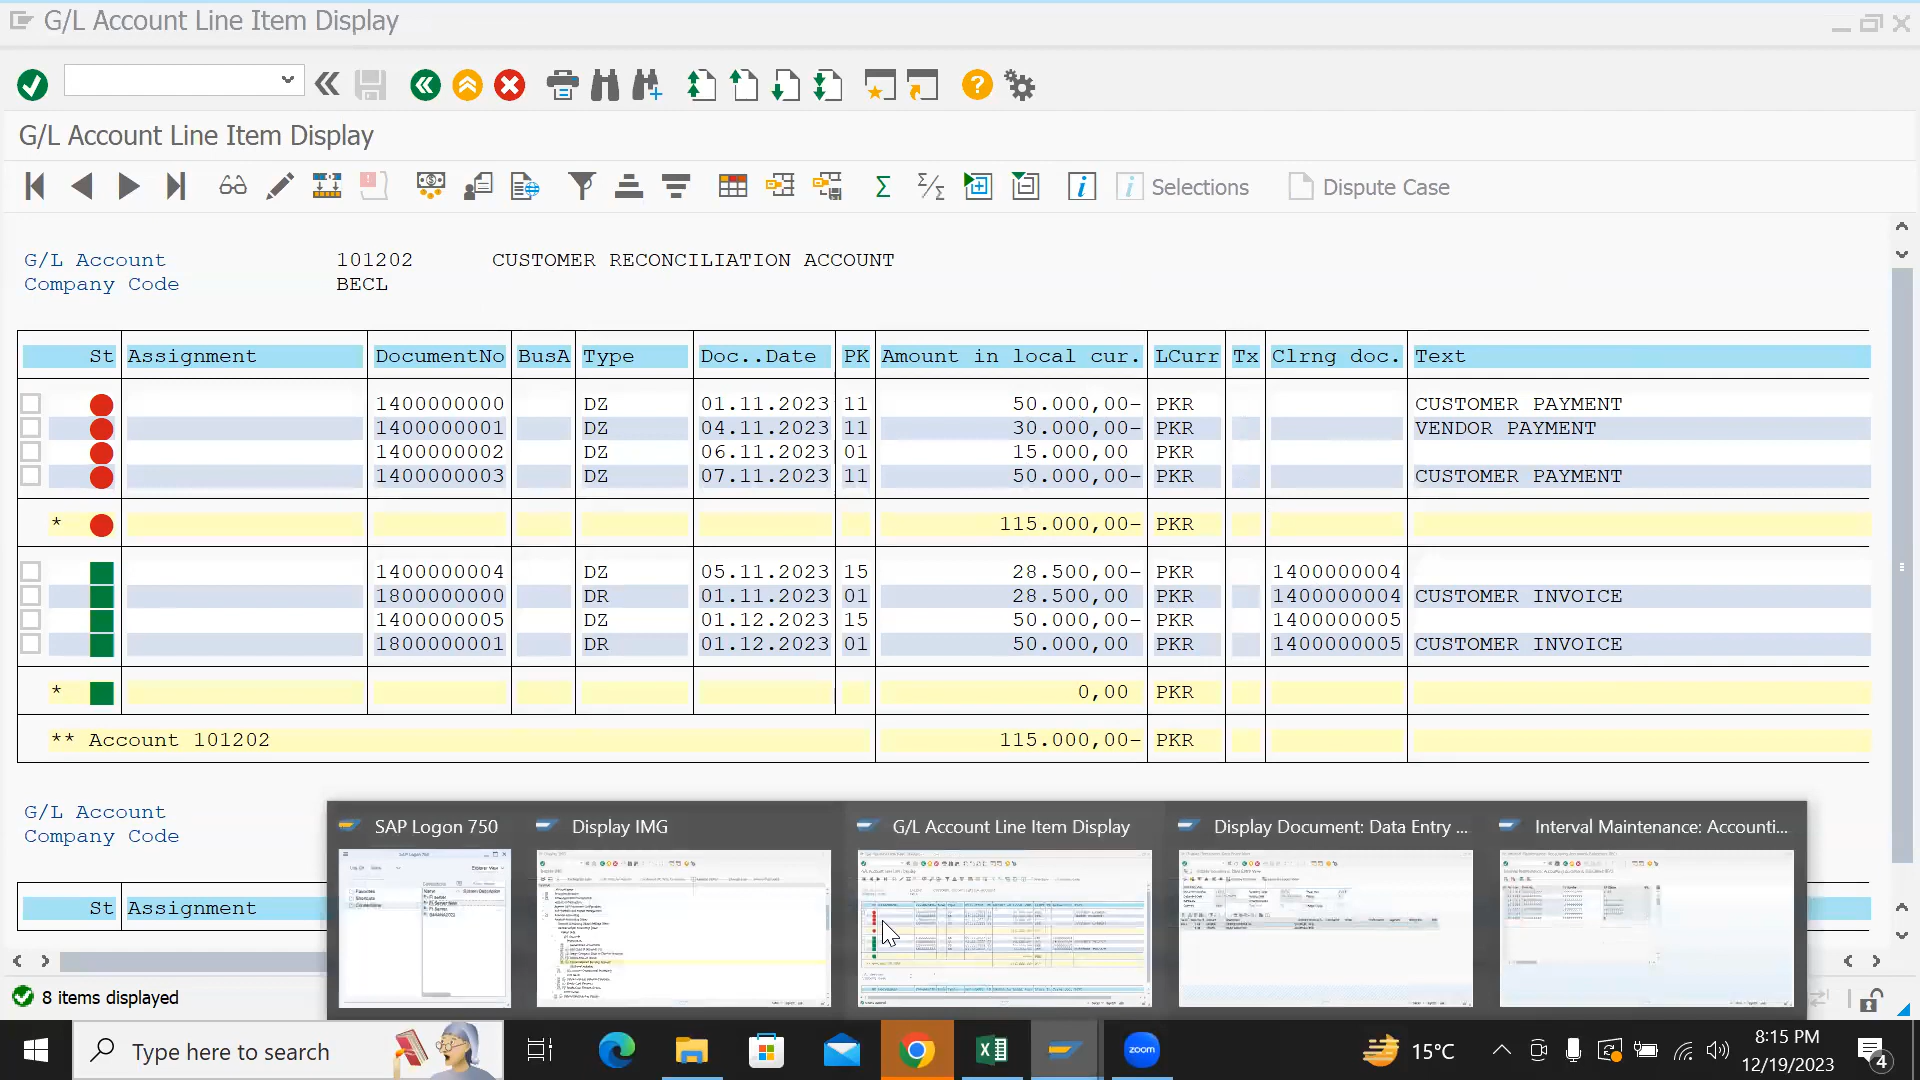 G/L Account Line Item Display
G/L Account Line Item Display
Selections
Dispute Case
G/L Account 101202 CUSTOMER RECONCILIATION ACCOUNT
Company Code BECL
St Assignment DocumentNo BusA Type Doc..Date PK Amount in local cur. LCurr Tx Clrng doc. Text
1400000000 DZ 01.11.2023 11 50.000,00- PKR CUSTOMER PAYMENT
1400000001 DZ 04.11.2023 11 30.000,00- PKR VENDOR PAYMENT
1400000002 DZ 06.11.2023 01 15.000,00 PKR
1400000003 DZ 07.11.2023 11 50.000,00- PKR CUSTOMER PAYMENT
* 115.000,00- PKR
1400000004 DZ 05.11.2023 15 28.500,00- PKR 1400000004
1800000000 DR 01.11.2023 01 28.500,00 PKR 1400000004 CUSTOMER INVOICE
1400000005 DZ 01.12.2023 15 50.000,00- PKR 1400000005
1800000001 DR 01.12.2023 01 50.000,00 PKR 1400000005 CUSTOMER INVOICE
* 0,00 PKR
** Account 101202 115.000,00- PKR
G/L Account
Company Code
SAP Logon 750
Display IMG
G/L Account Line Item Display
Display Document: Data Entry ...
Interval Maintenance: Accounti...
St Assignment
8 items displayed
Type here to search
zoom
15°C
8:15 PM
12/19/2023
4